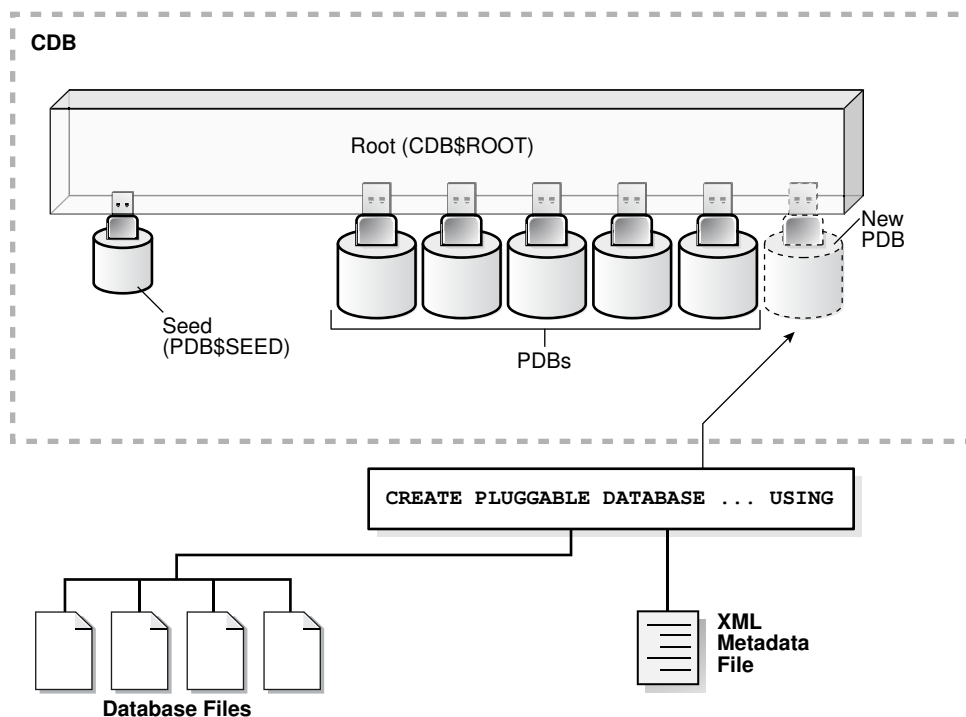 CDB
Root (CDB$ROOT)
New
PDB
Seed
(PDB$SEED)
PDBs
CREATE PLUGGABLE DATABASE ... USING
XML
Metadata
File
Database Files